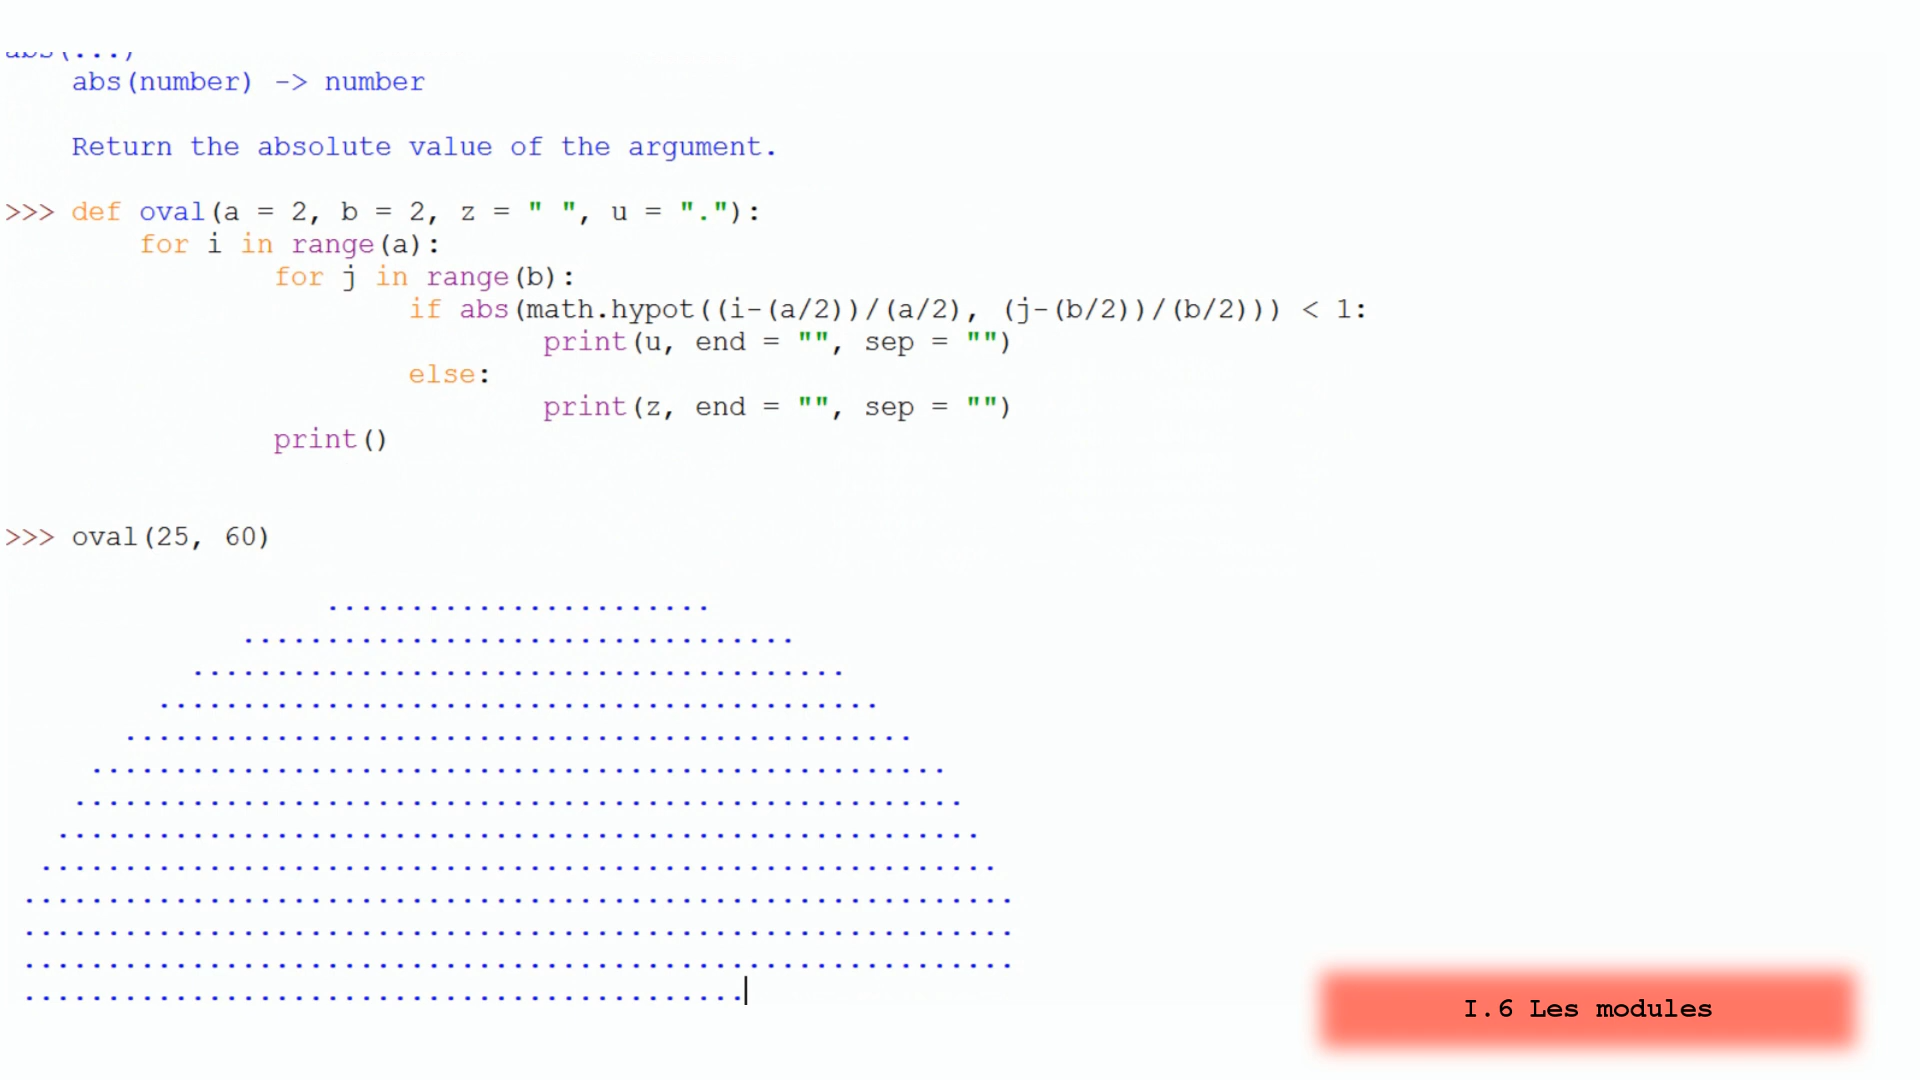 abs(...)
    abs(number) -> number
    Return the absolute value of the argument.
>>> def oval(a = 2, b = 2, z = " ", u = "."):
        for i in range(a):
                for j in range(b):
                        if abs(math.hypot((i-(a/2))/(a/2), (j-(b/2))/(b/2))) < 1:
                                print(u, end = "", sep = "")
                        else:
                                print(z, end = "", sep = "")
                print()
>>> oval(25, 60)
                   .......................
              .................................
           .......................................
         ...........................................
       ...............................................
     ...................................................
    .....................................................
   .......................................................
  .........................................................
 ...........................................................
 ...........................................................
 ...........................................................
 ...........................................
I.6 Les modules